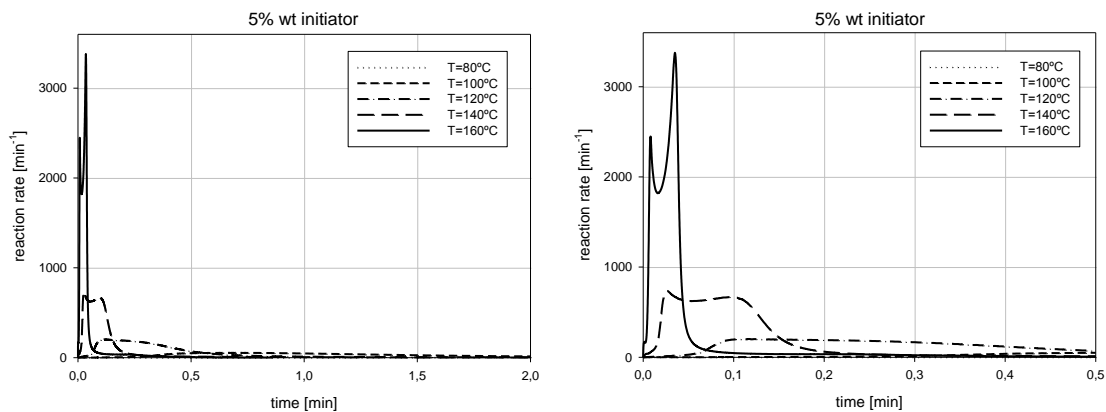 5% wt initiator
reaction rate [min⁻¹]
3000
2000
1000
0
0,0 0,5 1,0 1,5 2,0
time [min]
T=80ºC
T=100ºC
T=120ºC
T=140ºC
T=160ºC
5% wt initiator
reaction rate [min⁻¹]
3000
2000
1000
0
0,0 0,1 0,2 0,3 0,4 0,5
time [min]
T=80ºC
T=100ºC
T=120ºC
T=140ºC
T=160ºC